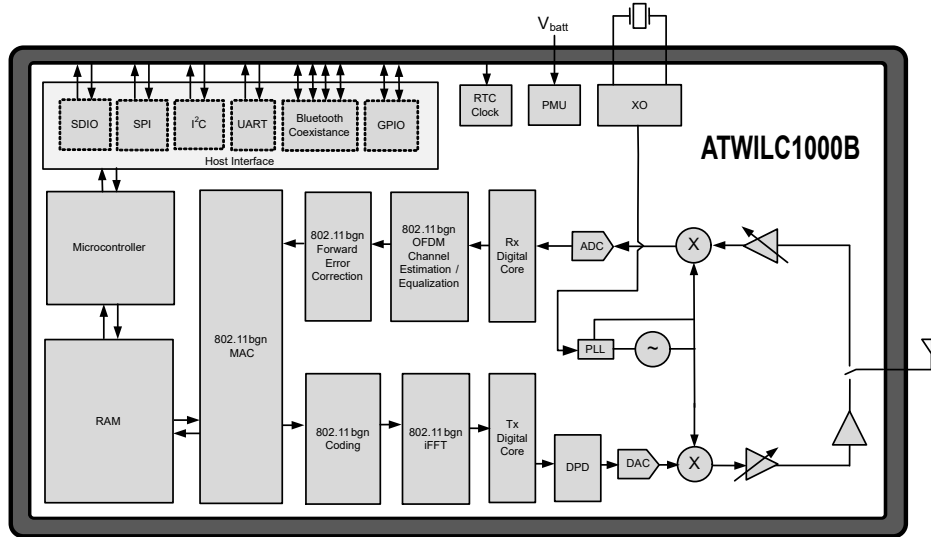 V_batt
RTC
Clock
PMU
XO
SDIO
SPI
I²C
UART
Bluetooth
Coexistance
GPIO
Host Interface
ATWILC1000B
Microcontroller
802.11bgn
MAC
802.11bgn
Forward
Error
Correction
802.11bgn
OFDM
Channel
Estimation /
Equalization
Rx
Digital
Core
ADC
X
PLL
~
RAM
802.11bgn
Coding
802.11bgn
iFFT
Tx
Digital
Core
DPD
DAC
X